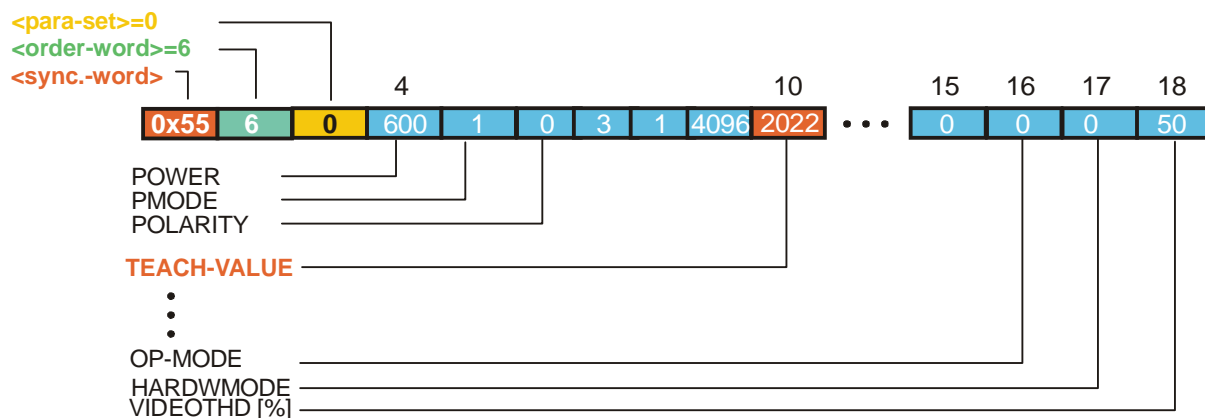 <para-set>=0
<order-word>=6
<sync.-word>
4 10 15 16 17 18
0x55 6 0 600 1 0 3 1 4096 2022 • • • 0 0 0 50
POWER
PMODE
POLARITY
TEACH-VALUE
•
•
•
OP-MODE
HARDWMODE
VIDEOTHD [%]